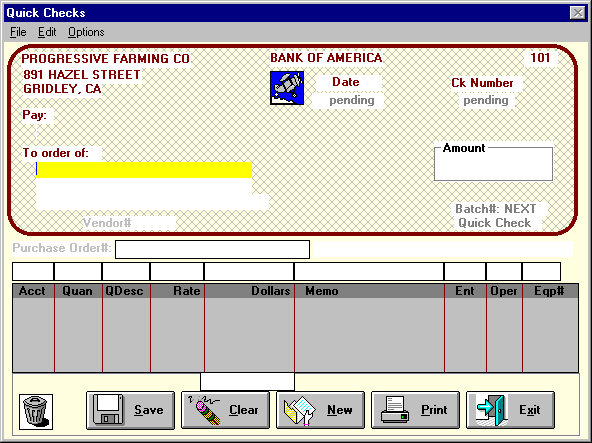 Quick Checks
File Edit Options
PROGRESSIVE FARMING CO BANK OF AMERICA 101
891 HAZEL STREET
GRIDLEY, CA
Date Ck Number
pending pending
Pay:
To order of: Amount
Batch#: NEXT
Vendor# Quick Check
Purchase Order#:
Acct Quan QDesc Rate Dollars Memo Ent Oper Eqp#
Save Clear New Print Exit